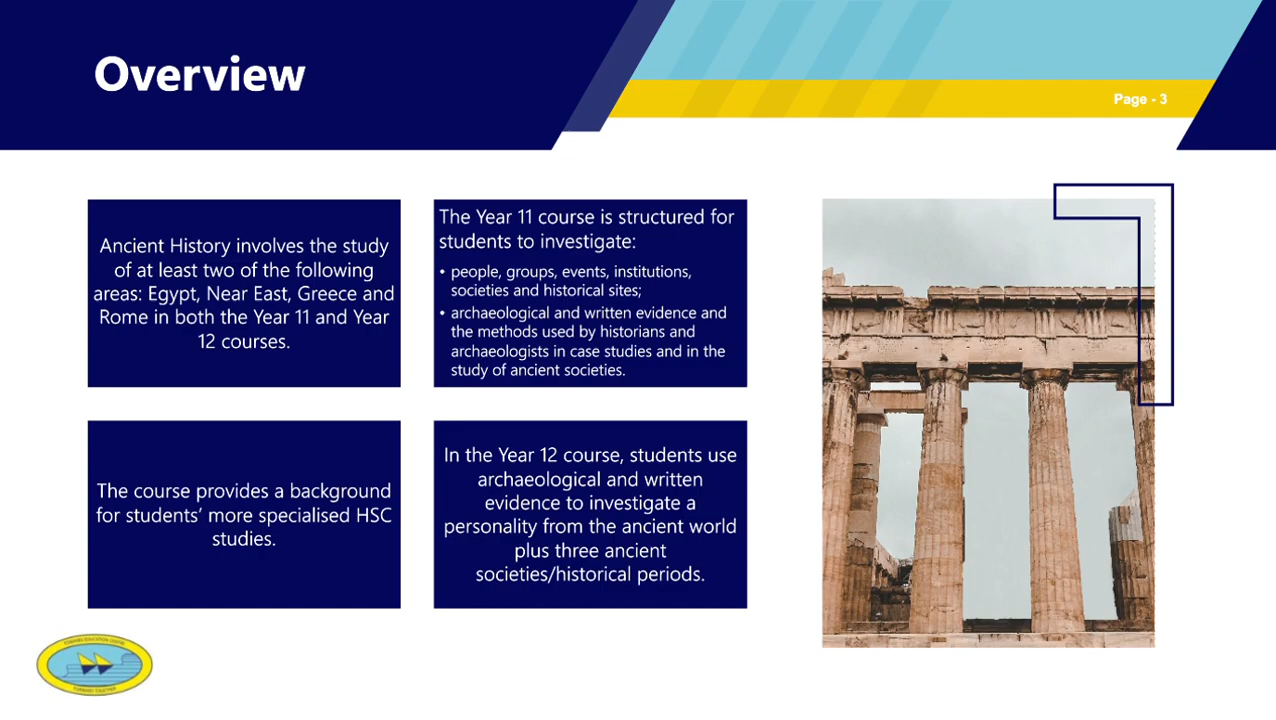 Overview
Page - 3
Ancient History involves the study
of at least two of the following
areas: Egypt, Near East, Greece and
Rome in both the Year 11 and Year
12 courses.
The Year 11 course is structured for
students to investigate:
• people, groups, events, institutions,
societies and historical sites;
• archaeological and written evidence and
the methods used by historians and
archaeologists in case studies and in the
study of ancient societies.
The course provides a background
for students’ more specialised HSC
studies.
In the Year 12 course, students use
archaeological and written
evidence to investigate a
personality from the ancient world
plus three ancient
societies/historical periods.